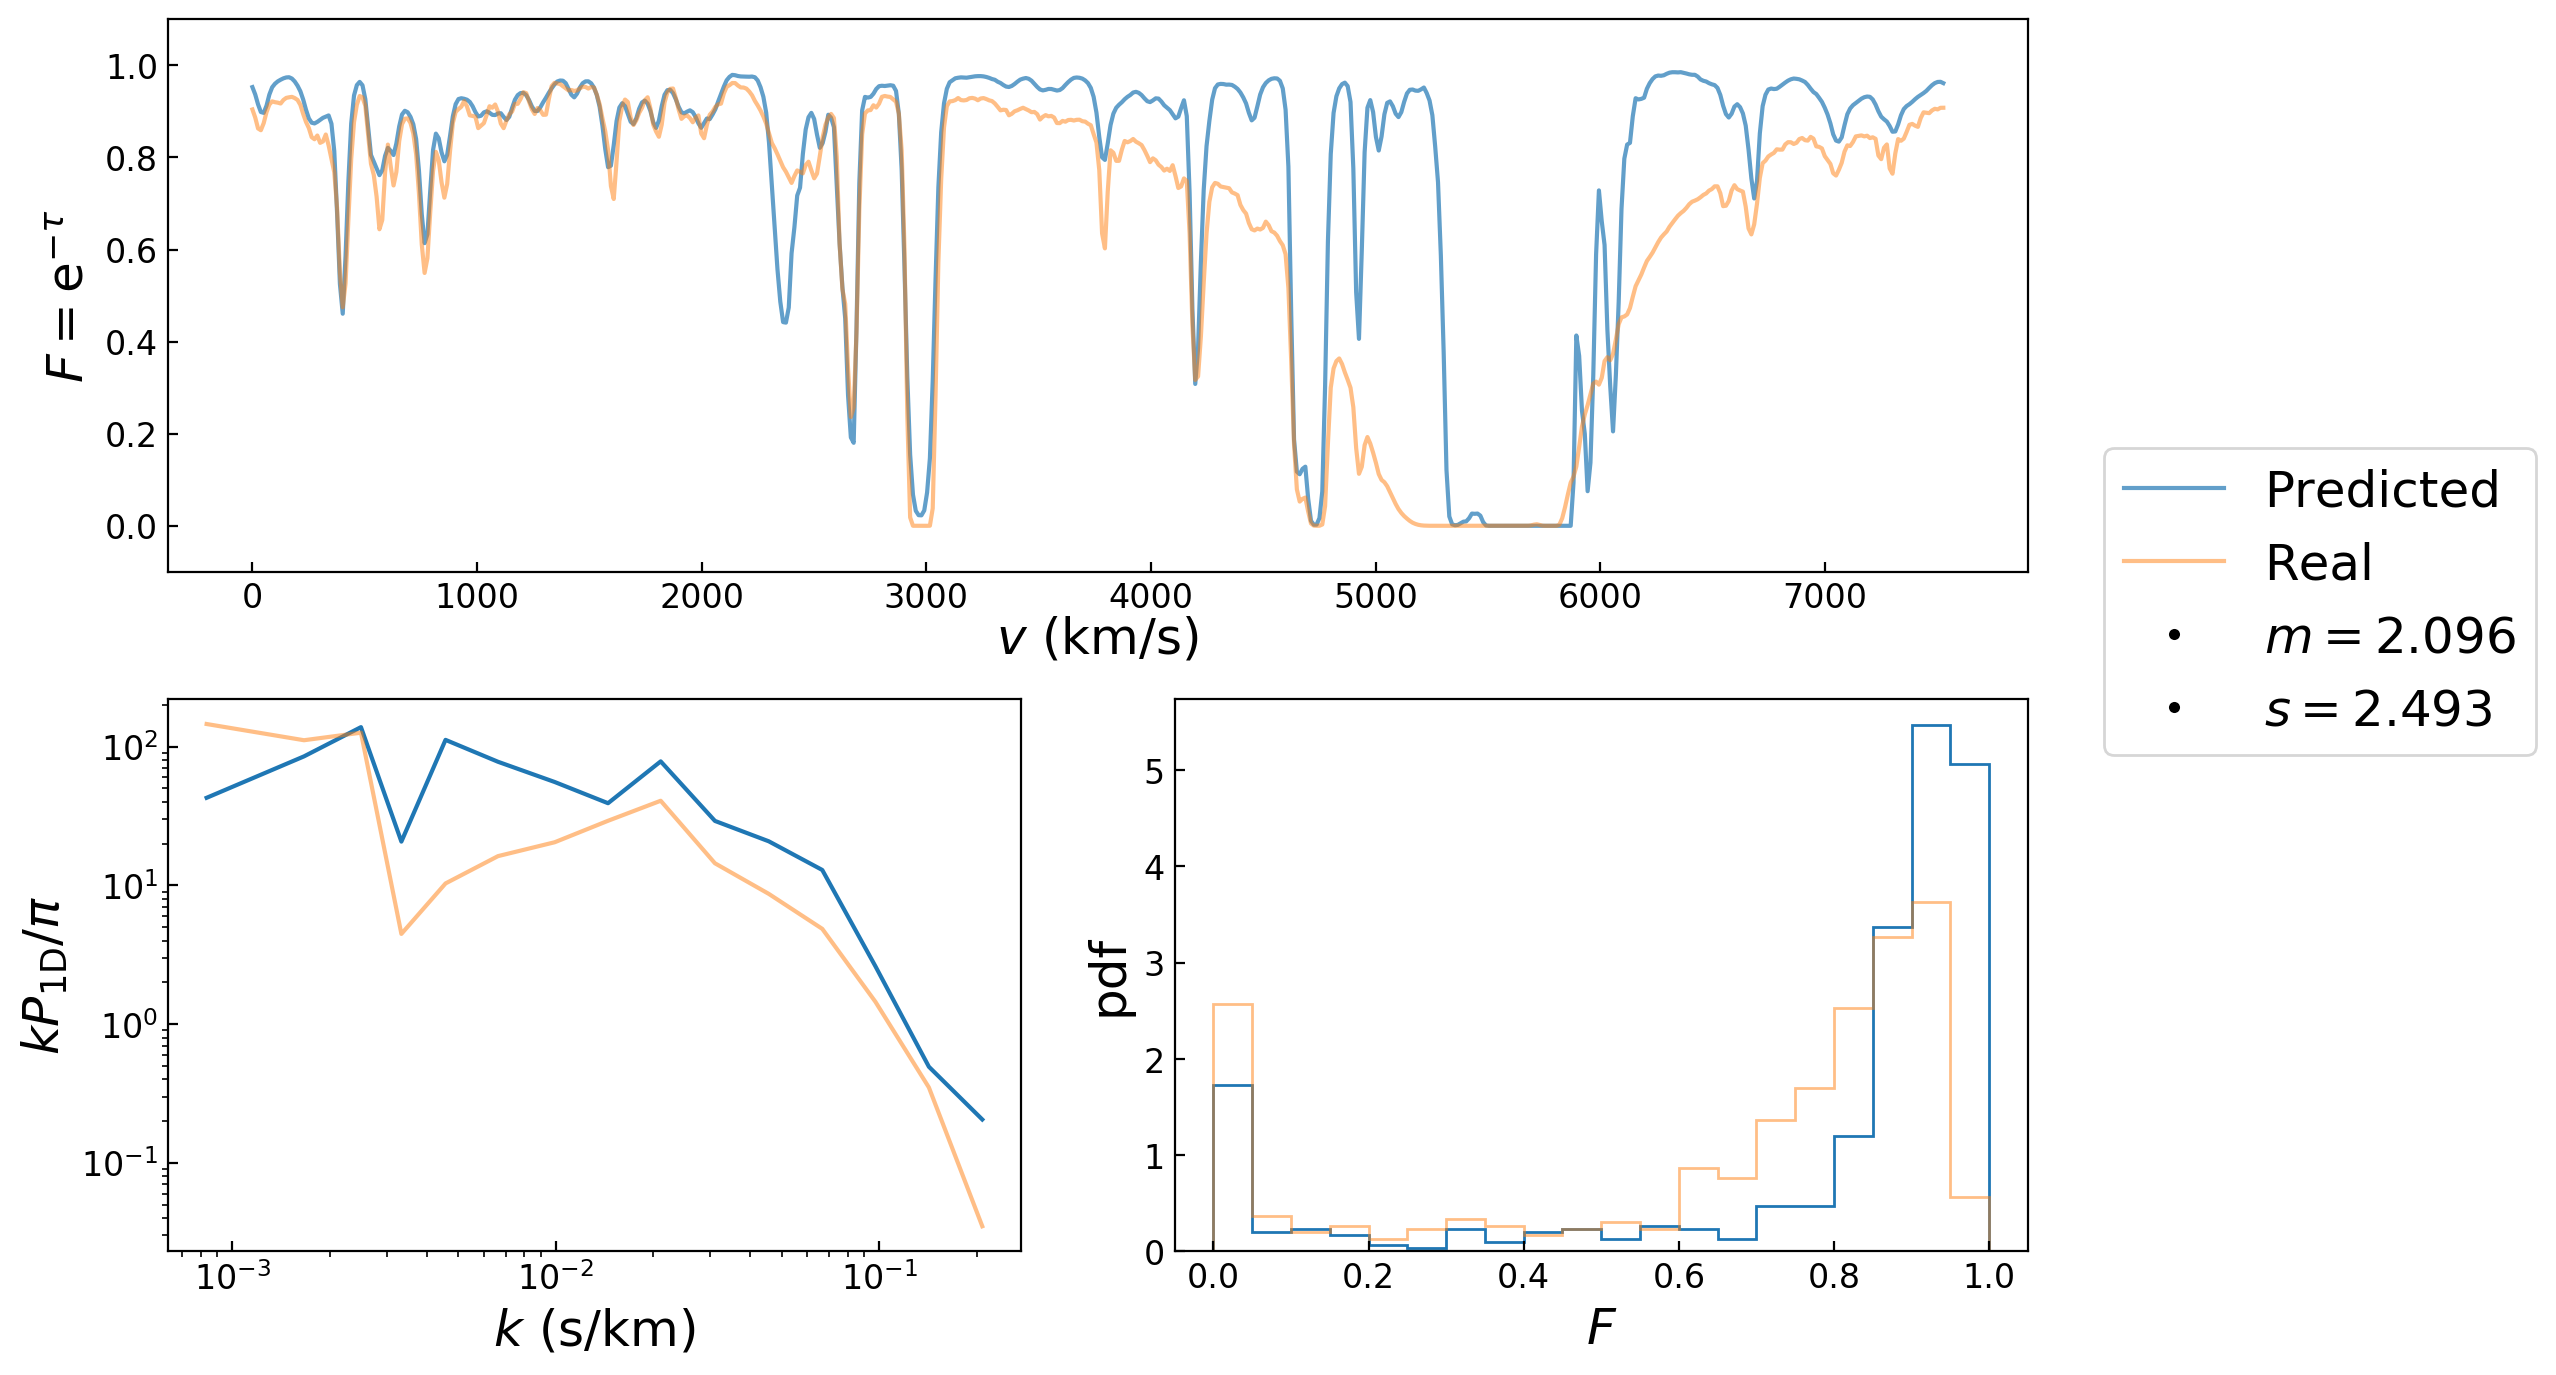 F = e^{−τ}
1.0
0.8
0.6
0.4
0.2
0.0
0 1000 2000 3000 4000 5000 6000 7000
v (km/s)
Predicted
Real
m = 2.096
s = 2.493
kP_{1D}/π
10^2
10^1
10^0
10^{−1}
10^{−3} 10^{−2} 10^{−1}
k (s/km)
pdf
5
4
3
2
1
0
0.0 0.2 0.4 0.6 0.8 1.0
F